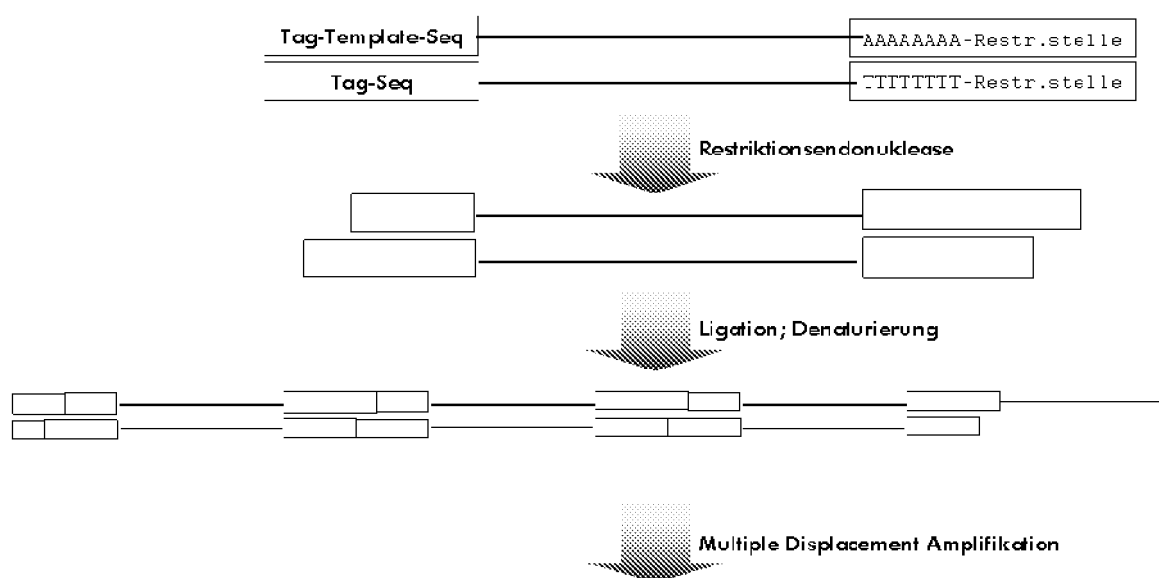 Tag-Template-Seq
AAAAAAAA-Restr.stelle
Tag-Seq
TTTTTTTT-Restr.stelle
Restriktionsendonuklease
Ligation; Denaturierung
Multiple Displacement Amplifikation